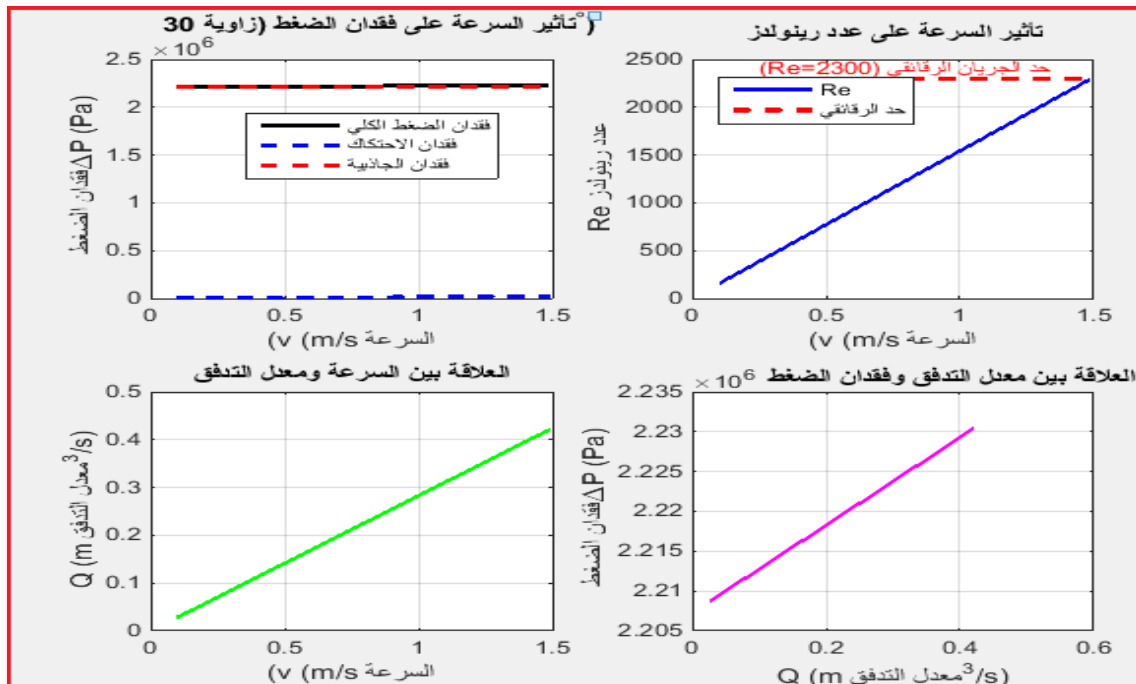 تأثير السرعة على فقدان الضغط (زاوية 30°)
×10^6
2.5
2
1.5
1
0.5
0
فقدان الضغط ΔP (Pa)
فقدان الضغط الكلي
فقدان الاحتكاك
فقدان الجاذبية
0 0.5 1 1.5
السرعة v (m/s)
تأثير السرعة على عدد رينولدز
2500
2000
1500
1000
500
0
عدد رينولدز Re
حد الجريان الرقائقي (Re=2300)
Re
حد الرقائقي
0 0.5 1 1.5
السرعة v (m/s)
العلاقة بين السرعة ومعدل التدفق
0.5
0.4
0.3
0.2
0.1
0
معدل التدفق Q (m³/s)
0 0.5 1 1.5
السرعة v (m/s)
العلاقة بين معدل التدفق وفقدان الضغط
×10^6
2.235
2.23
2.225
2.22
2.215
2.21
2.205
فقدان الضغط ΔP (Pa)
0 0.2 0.4 0.6
معدل التدفق Q (m³/s)